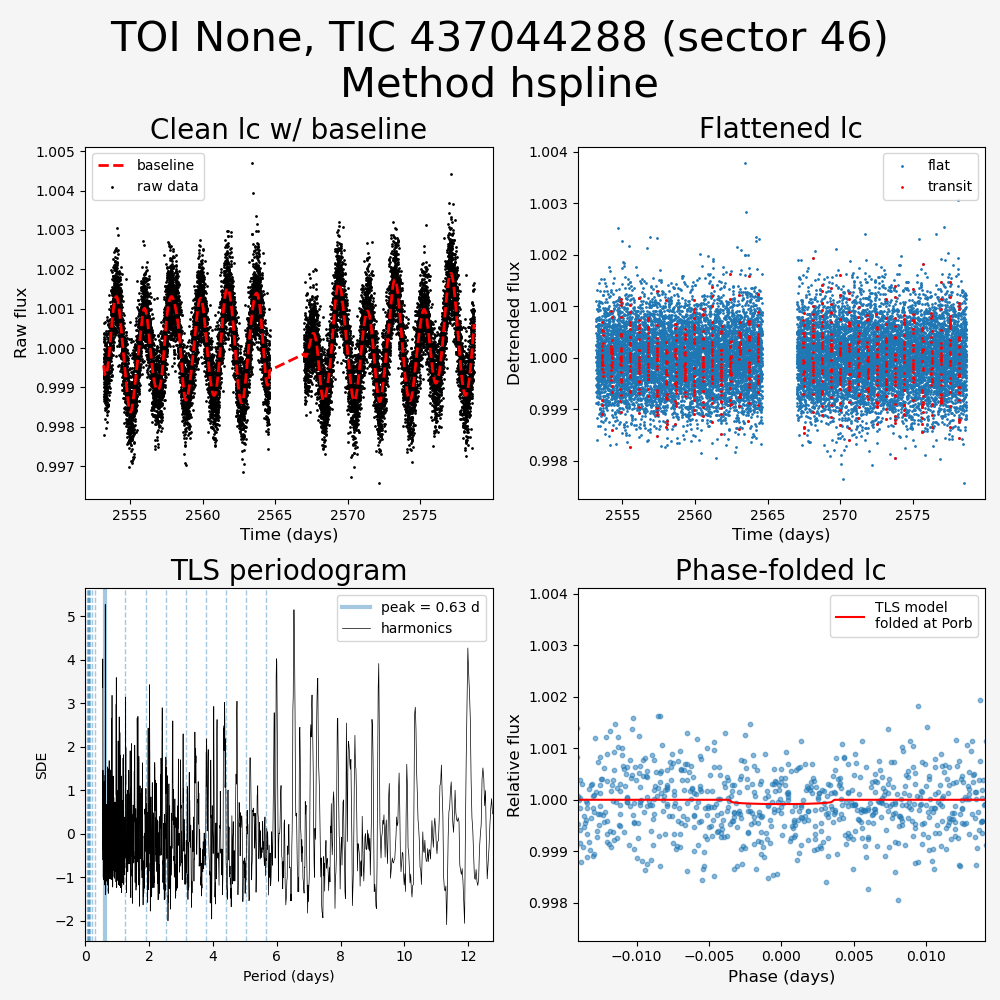 TOI None, TIC 437044288 (sector 46)
Method hspline
Clean lc w/ baseline
Flattened lc
1.005
1.004
1.003
1.002
1.001
1.000
0.999
0.998
0.997
Raw flux
baseline
raw data
2555
2560
2565
2570
2575
Time (days)
1.004
1.003
1.002
1.001
1.000
0.999
0.998
Detrended flux
flat
transit
2555
2560
2565
2570
2575
Time (days)
TLS periodogram
Phase-folded lc
5
4
3
2
1
0
−1
−2
SDE
peak = 0.63 d
harmonics
0
2
4
6
8
10
12
Period (days)
1.004
1.003
1.002
1.001
1.000
0.999
0.998
Relative flux
TLS model
folded at Porb
−0.010
−0.005
0.000
0.005
0.010
Phase (days)